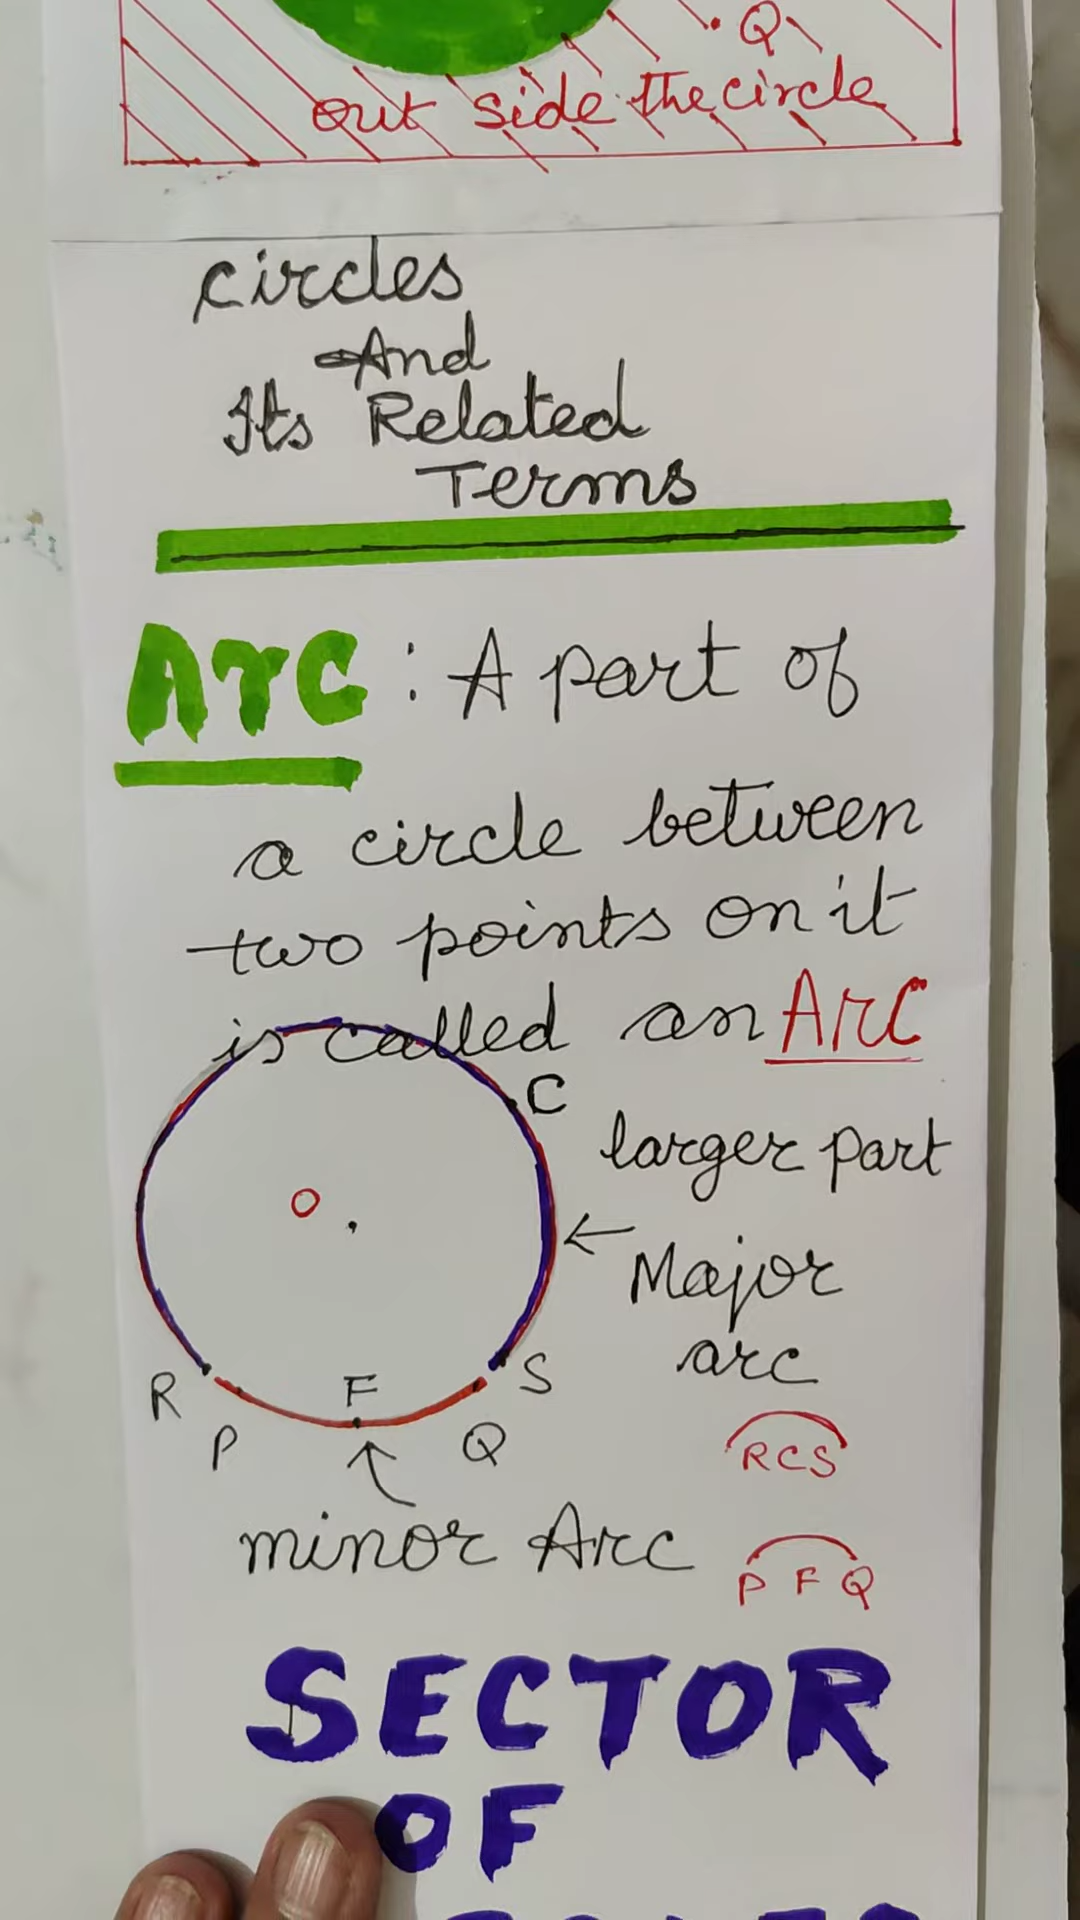 . Q
out side the circle
circles
And
Its Related
Terms
Arc : A part of
a circle between
two points on it
is called an Arc
C
larger part
O
← Major
arc
R
F
S
P
Q
RCS
minor Arc
P F Q
SECTOR
OF